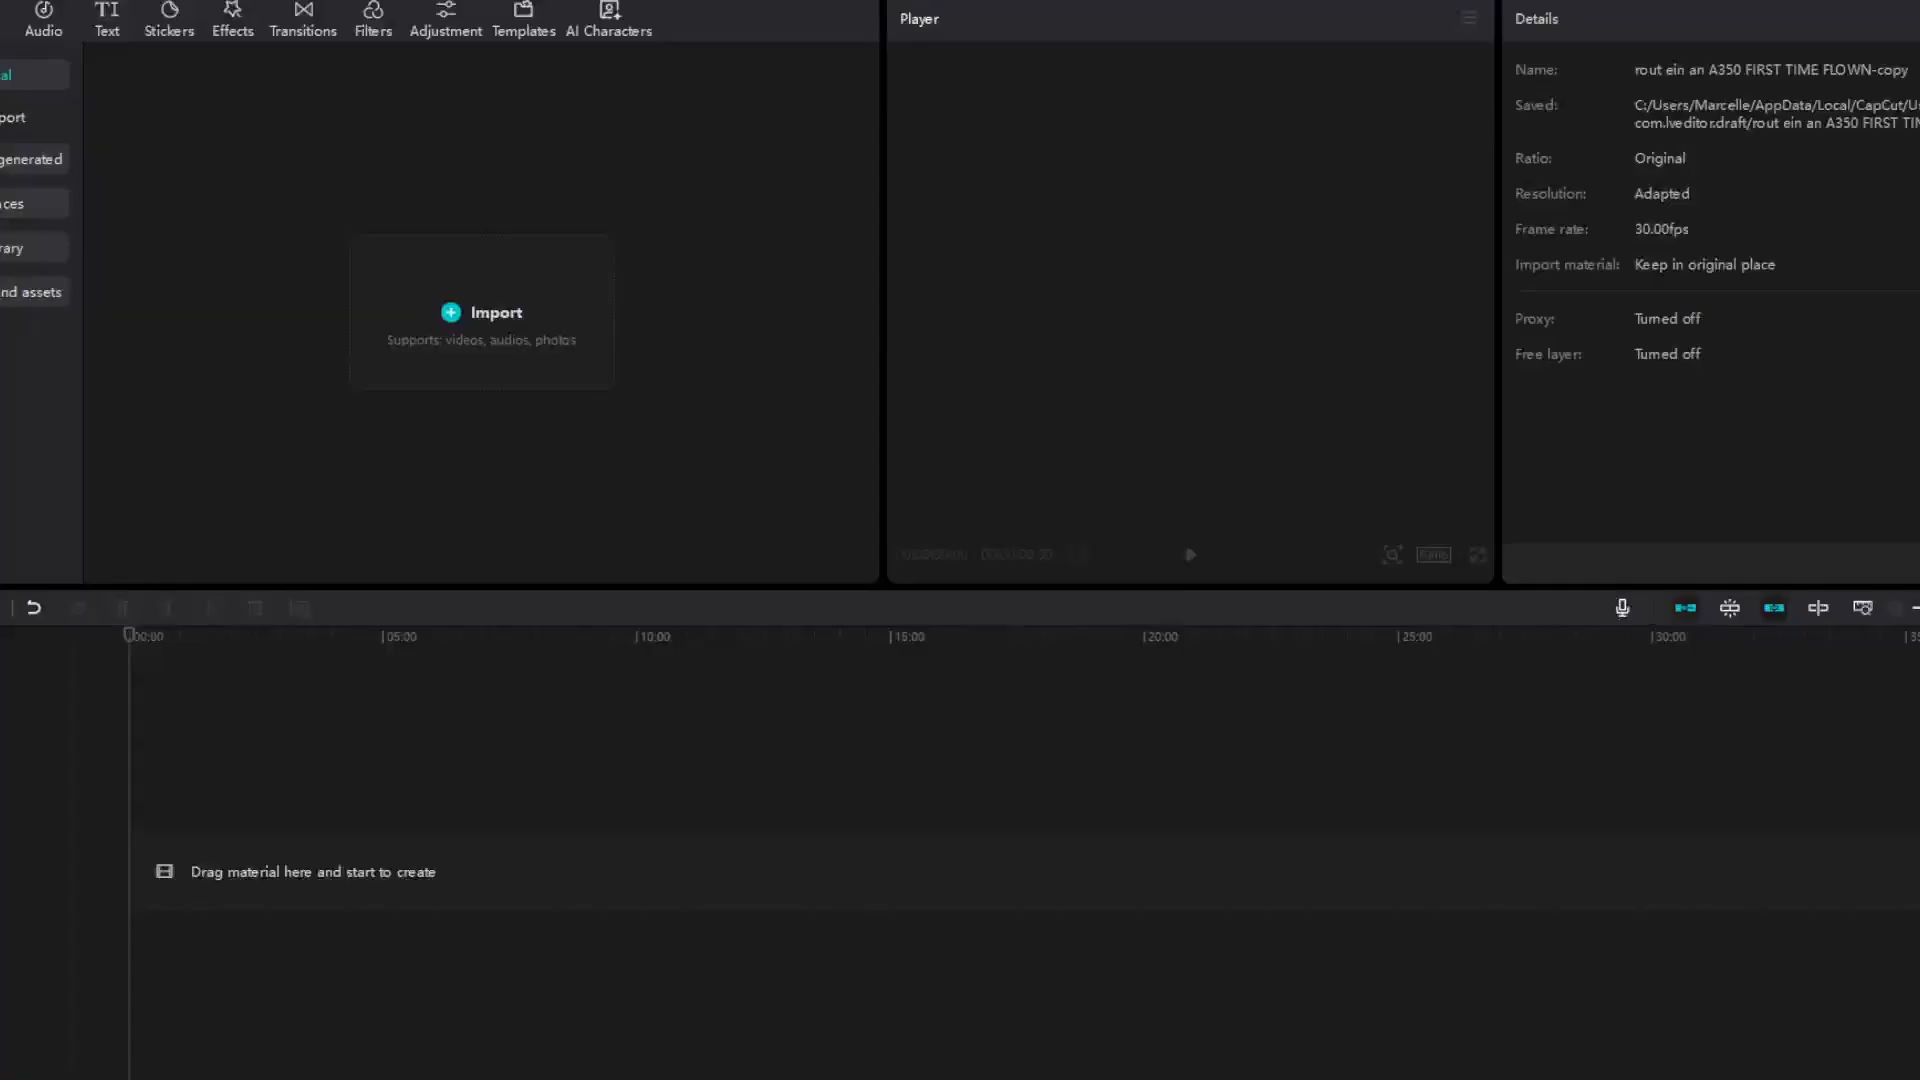 Audio
Text
Stickers
Effects
Transitions
Filters
Adjustment
Templates
AI Characters
al
port
generated
ces
rary
nd assets
Import
Supports: videos, audios, photos
Player
Details
Name: rout ein an A350 FIRST TIME FLOWN-copy
Saved: C:/Users/Marcelle/AppData/Local/CapCut/Us
com.lveditor.draft/rout ein an A350 FIRST TIM
Ratio: Original
Resolution: Adapted
Frame rate: 30.00fps
Import material: Keep in original place
Proxy: Turned off
Free layer: Turned off
00:00
05:00
10:00
15:00
20:00
25:00
30:00
35
Drag material here and start to create